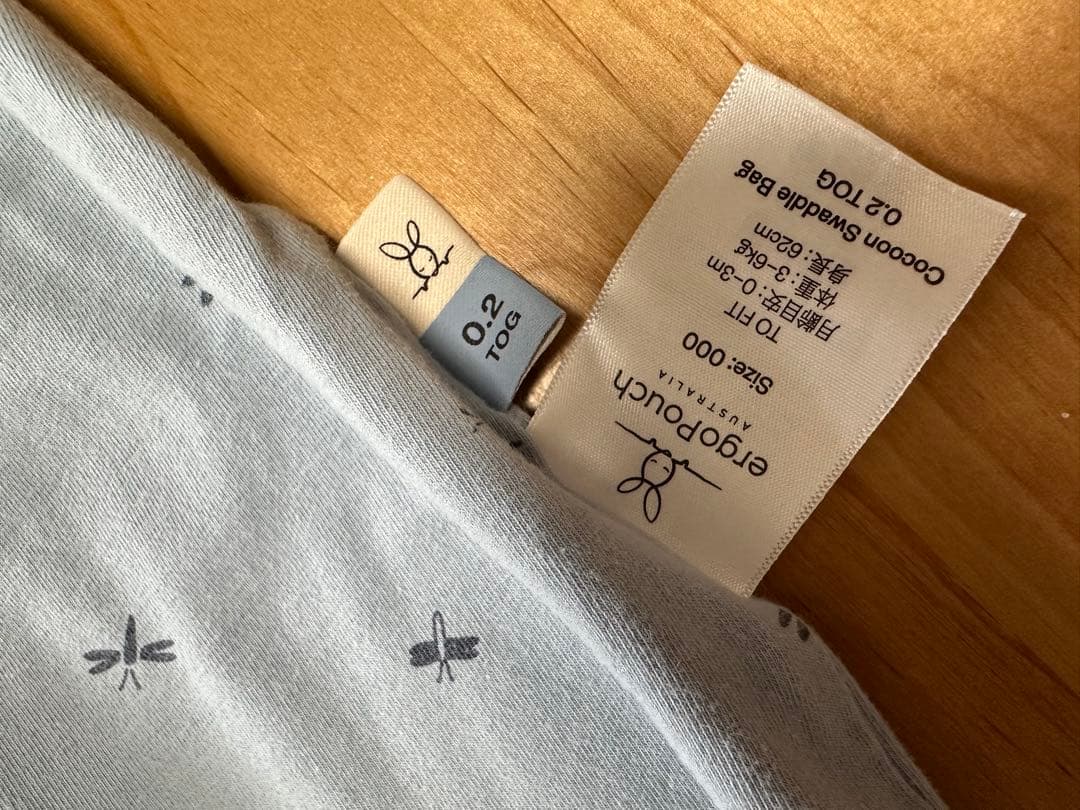 0.2
TOG
ergoPouch
AUSTRALIA
Size: 000
TO FIT
月齢目安：0-3m
体重：3-6kg
身長：62cm
Cocoon Swaddle Bag
0.2 TOG